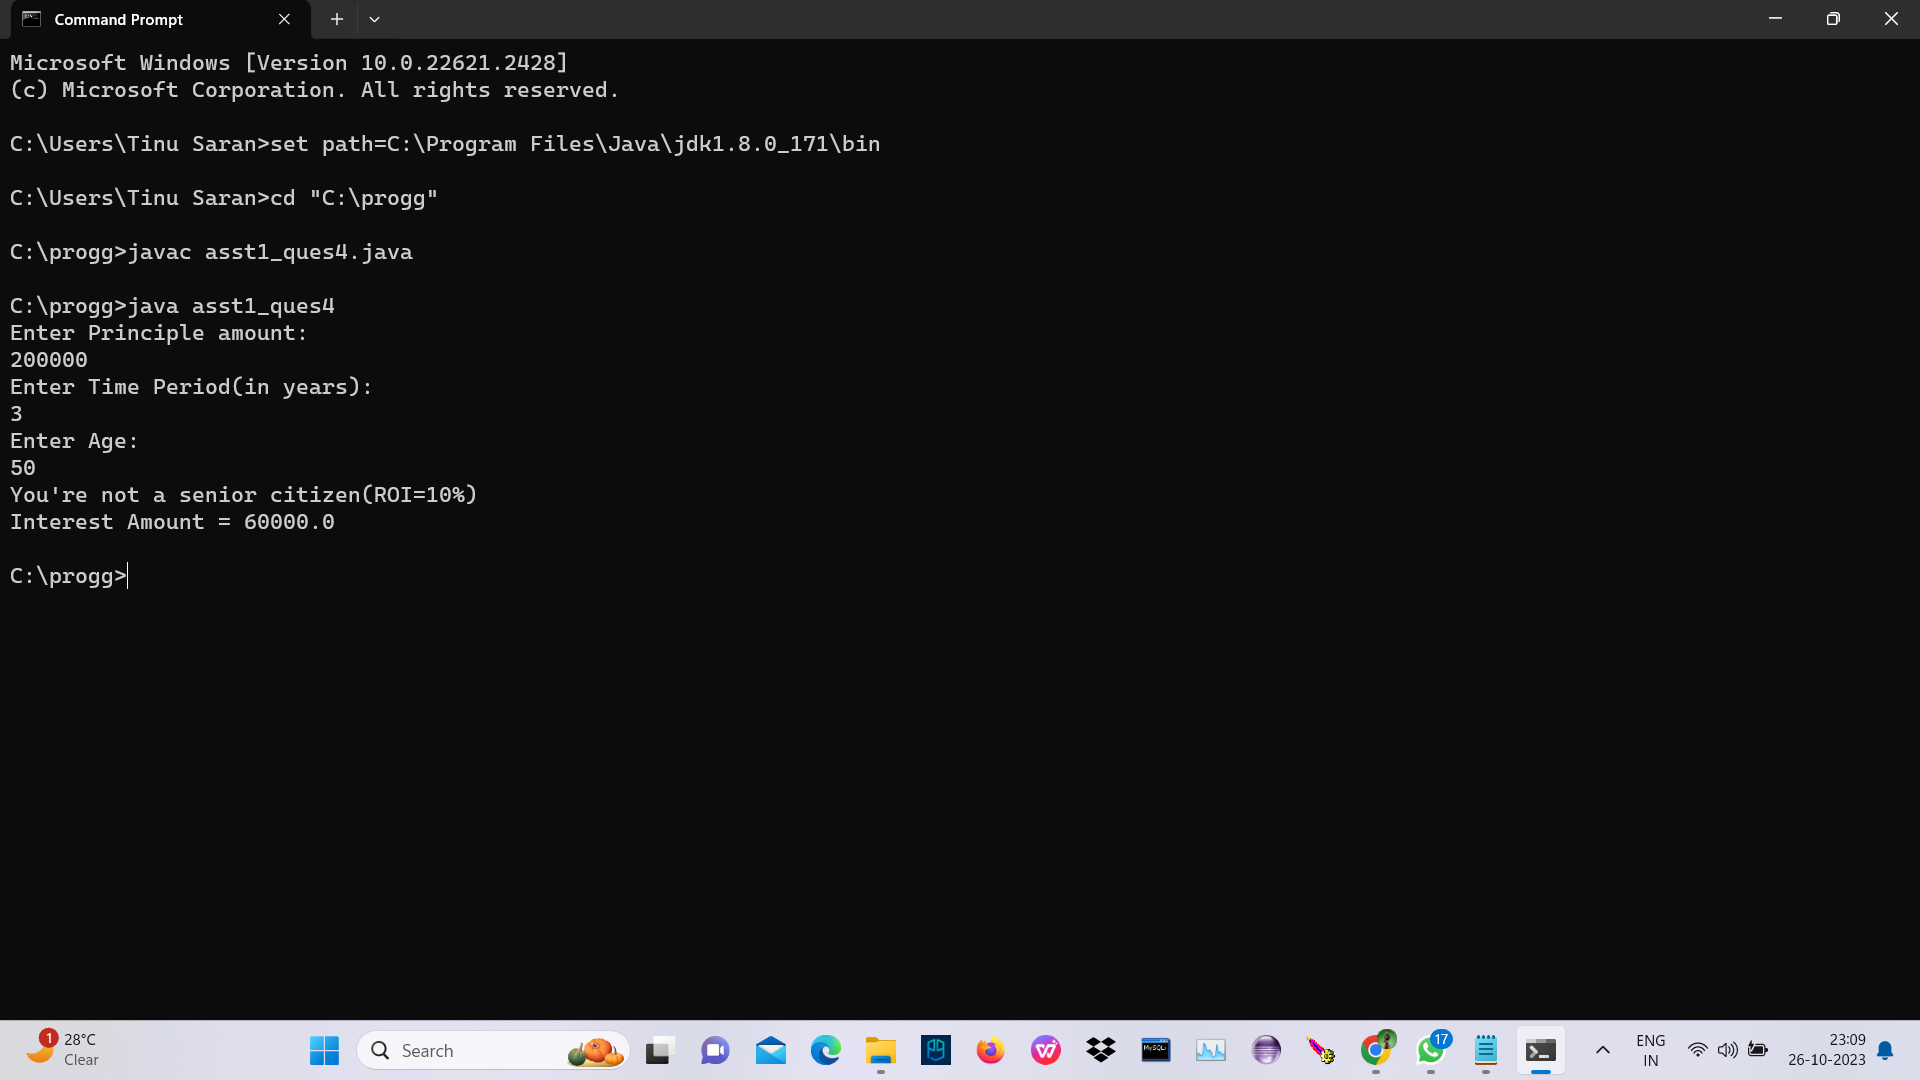 Command Prompt
Microsoft Windows [Version 10.0.22621.2428]
(c) Microsoft Corporation. All rights reserved.
C:\Users\Tinu Saran>set path=C:\Program Files\Java\jdk1.8.0_171\bin
C:\Users\Tinu Saran>cd "C:\progg"
C:\progg>javac asst1_ques4.java
C:\progg>java asst1_ques4
Enter Principle amount:
200000
Enter Time Period(in years):
3
Enter Age:
50
You're not a senior citizen(ROI=10%)
Interest Amount = 60000.0
C:\progg>
1
28°C
Clear
Search
MySQL
17
ENG
IN
23:09
26-10-2023